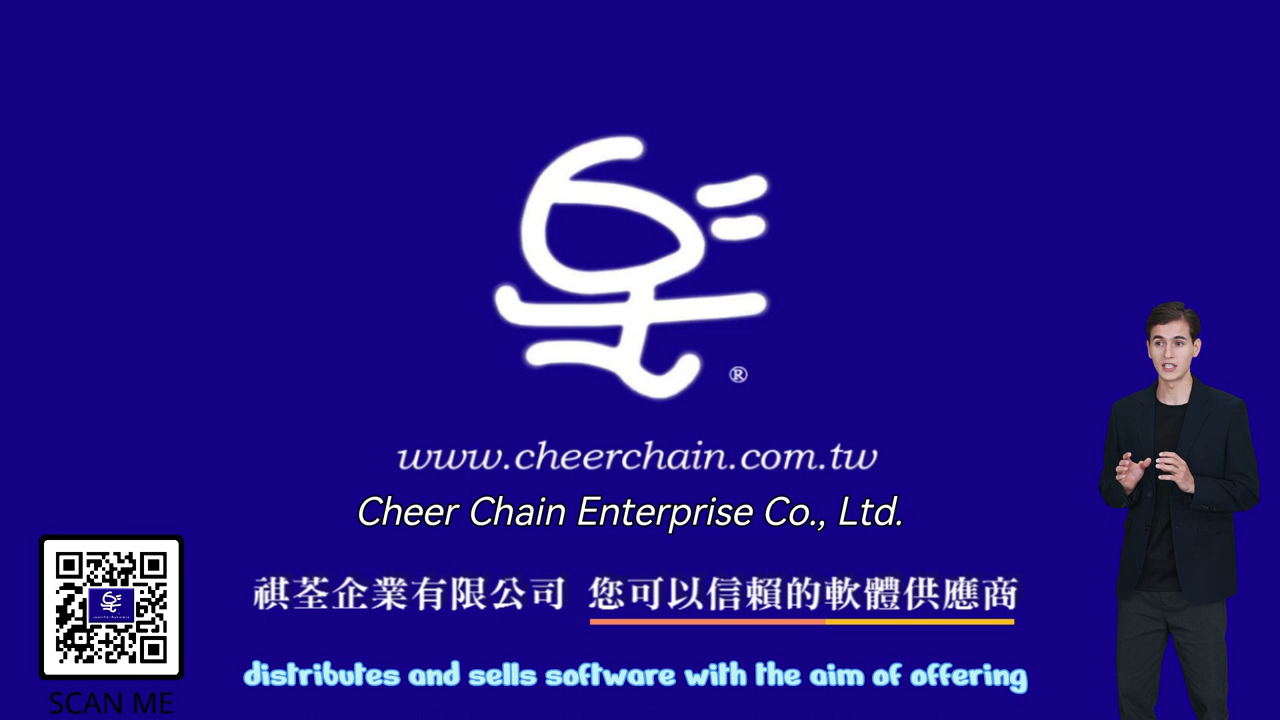 ®
www.cheerchain.com.tw
Cheer Chain Enterprise Co., Ltd.
祺荃企業有限公司 您可以信賴的軟體供應商
distributes and sells software with the aim of offering
SCAN ME